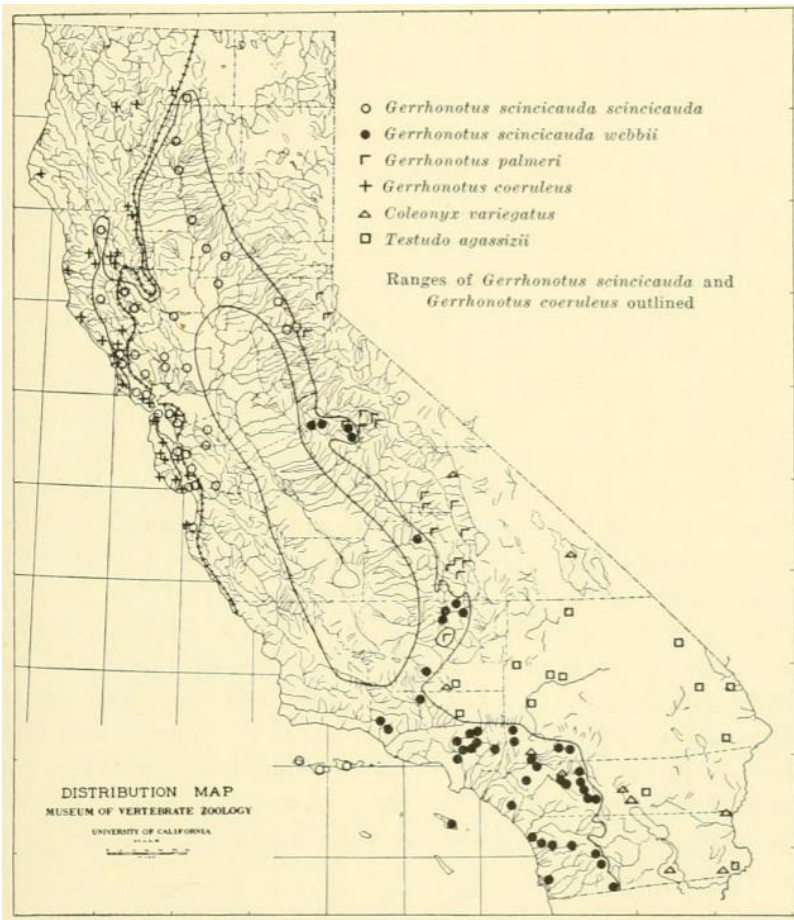 Gerrhonotus scincicauda scincicauda
Gerrhonotus scincicauda webbii
Gerrhonotus palmeri
Gerrhonotus coeruleus
Coleonyx variegatus
Testudo agassizii
Ranges of Gerrhonotus scincicauda and
Gerrhonotus coeruleus outlined
DISTRIBUTION MAP
MUSEUM OF VERTEBRATE ZOOLOGY
UNIVERSITY OF CALIFORNIA